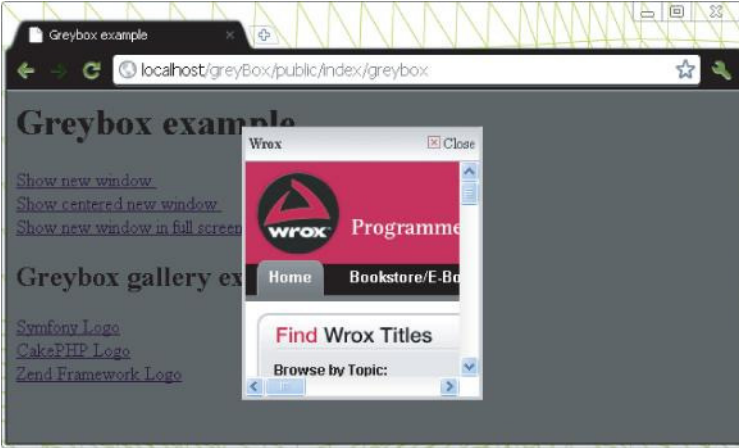 Greybox example
localhost/greyBox/public/index/greybox
Greybox example
Show new window
Show centered new window
Show new window in full screen
Greybox gallery ex
Symfony Logo
CakePHP Logo
Zend Framework Logo
Wrox
Close
wrox
Programme
Home
Bookstore/E-Bo
Find Wrox Titles
Browse by Topic: